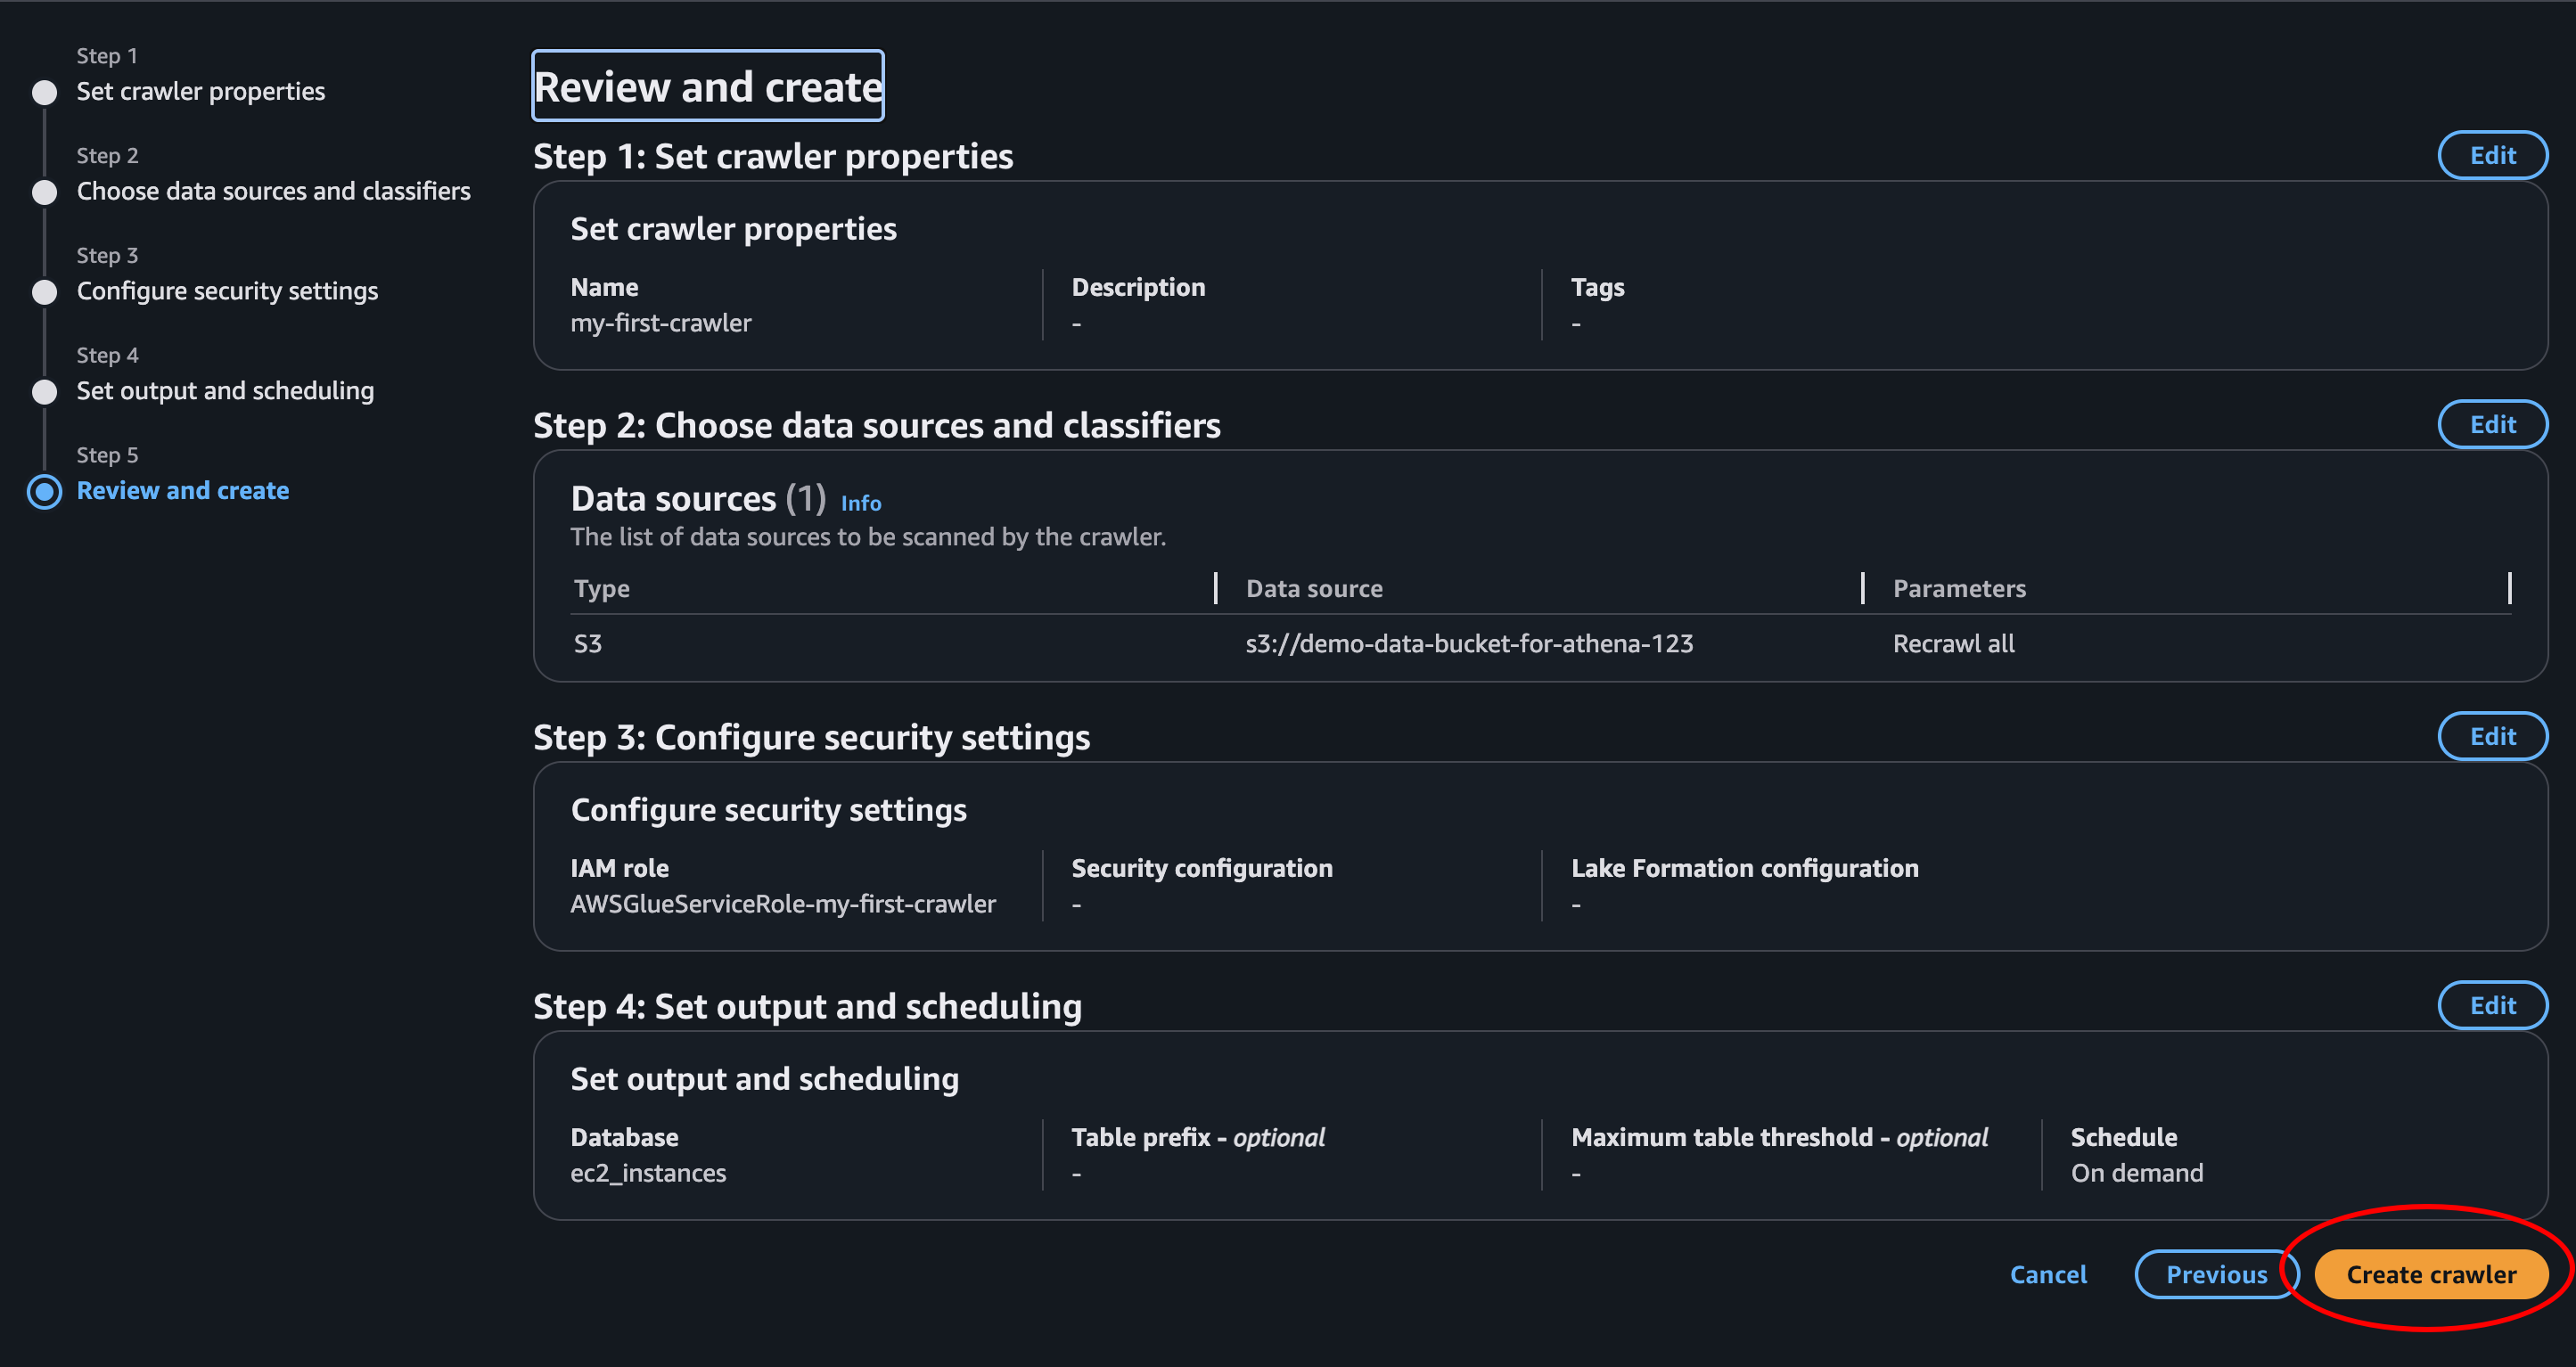 Step 1
Set crawler properties
Step 2
Choose data sources and classifiers
Step 3
Configure security settings
Step 4
Set output and scheduling
Step 5
Review and create
Review and create
Step 1: Set crawler properties
Edit
Set crawler properties
Name Description Tags
my-first-crawler - -
Step 2: Choose data sources and classifiers
Edit
Data sources (1) Info
The list of data sources to be scanned by the crawler.
Type Data source Parameters
S3 s3://demo-data-bucket-for-athena-123 Recrawl all
Step 3: Configure security settings
Edit
Configure security settings
IAM role Security configuration Lake Formation configuration
AWSGlueServiceRole-my-first-crawler - -
Step 4: Set output and scheduling
Edit
Set output and scheduling
Database Table prefix - optional Maximum table threshold - optional Schedule
ec2_instances - - On demand
Cancel Previous Create crawler